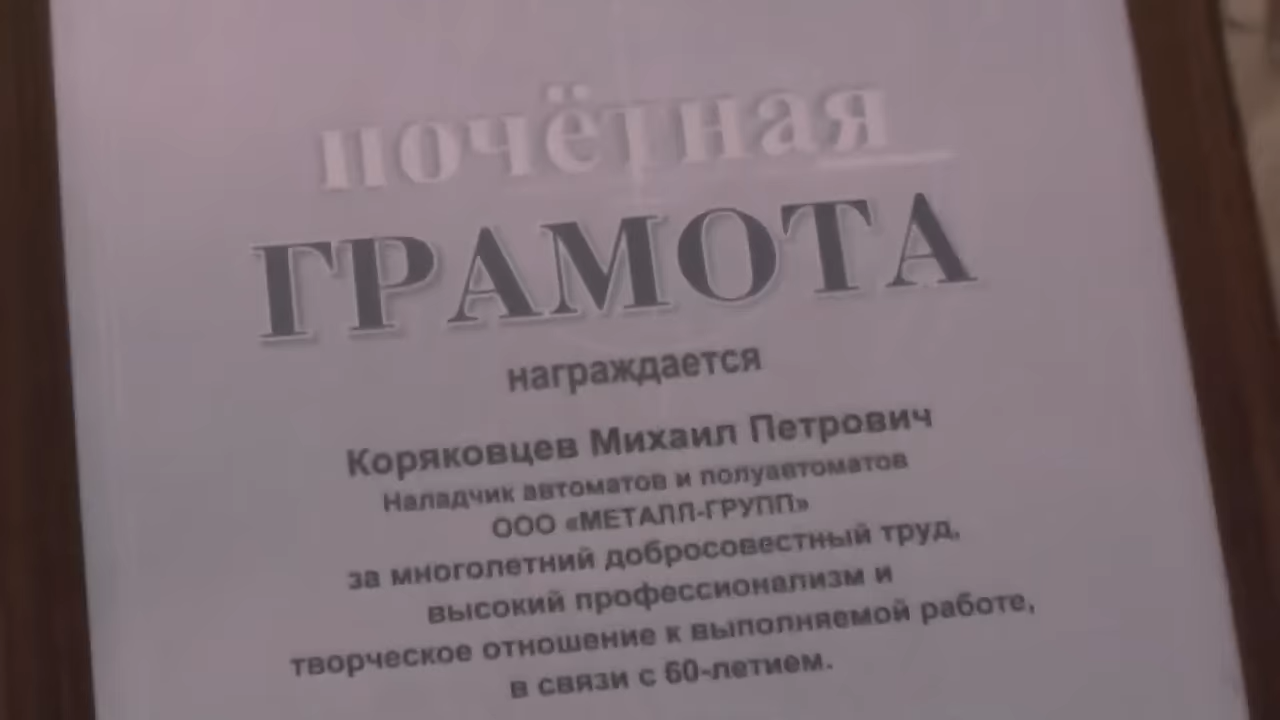 почётная
ГРАМОТА
награждается
Коряковцев Михаил Петрович
Наладчик автоматов и полуавтоматов
ООО «МЕТАЛЛ-ГРУПП»
за многолетний добросовестный труд,
высокий профессионализм и
творческое отношение к выполняемой работе,
в связи с 60-летием.